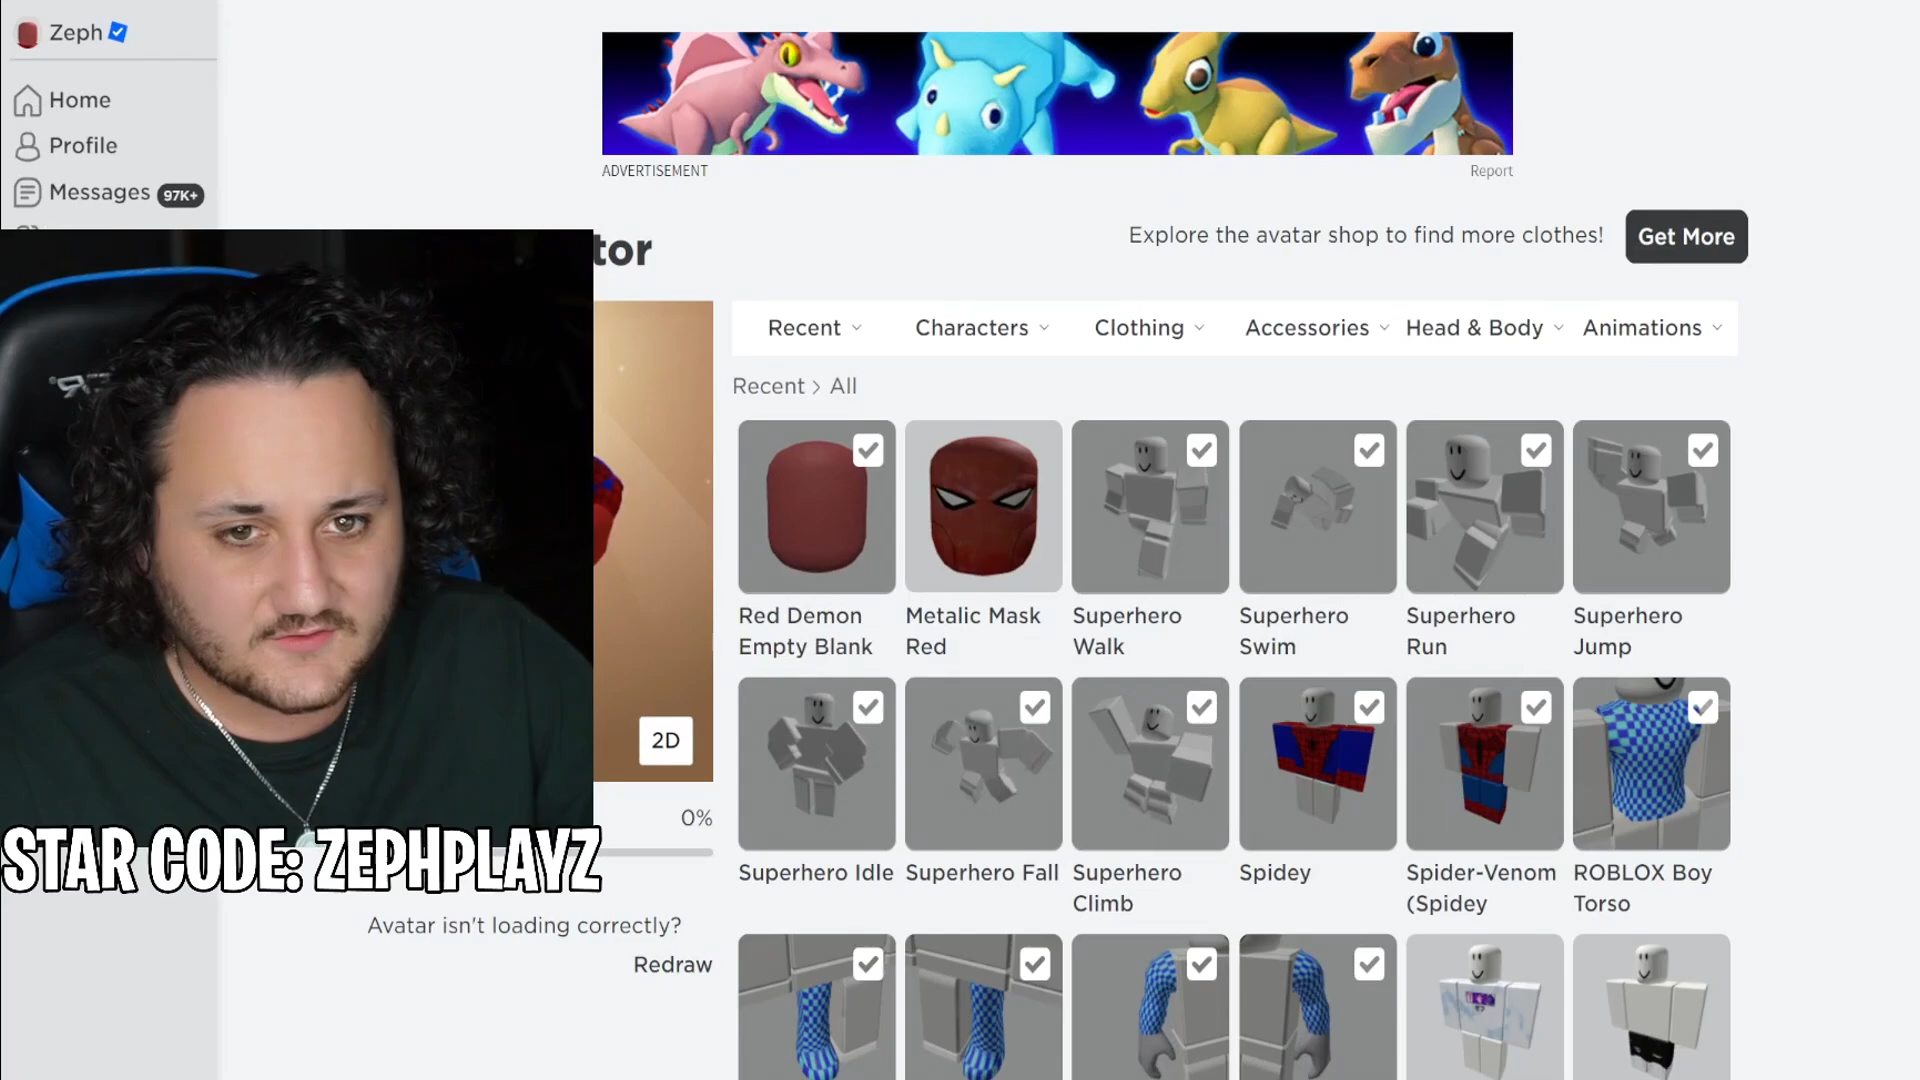 Zeph
Home
Profile
Messages 97K+
ADVERTISEMENT
Report
tor
Explore the avatar shop to find more clothes!
Get More
Recent
Characters
Clothing
Accessories
Head & Body
Animations
Recent > All
Red Demon
Empty Blank
Metalic Mask
Red
Superhero
Walk
Superhero
Swim
Superhero
Run
Superhero
Jump
2D
0%
Superhero Idle
Superhero Fall
Superhero
Climb
Spidey
Spider-Venom
(Spidey
ROBLOX Boy
Torso
STAR CODE: ZEPHPLAYZ
Avatar isn't loading correctly?
Redraw